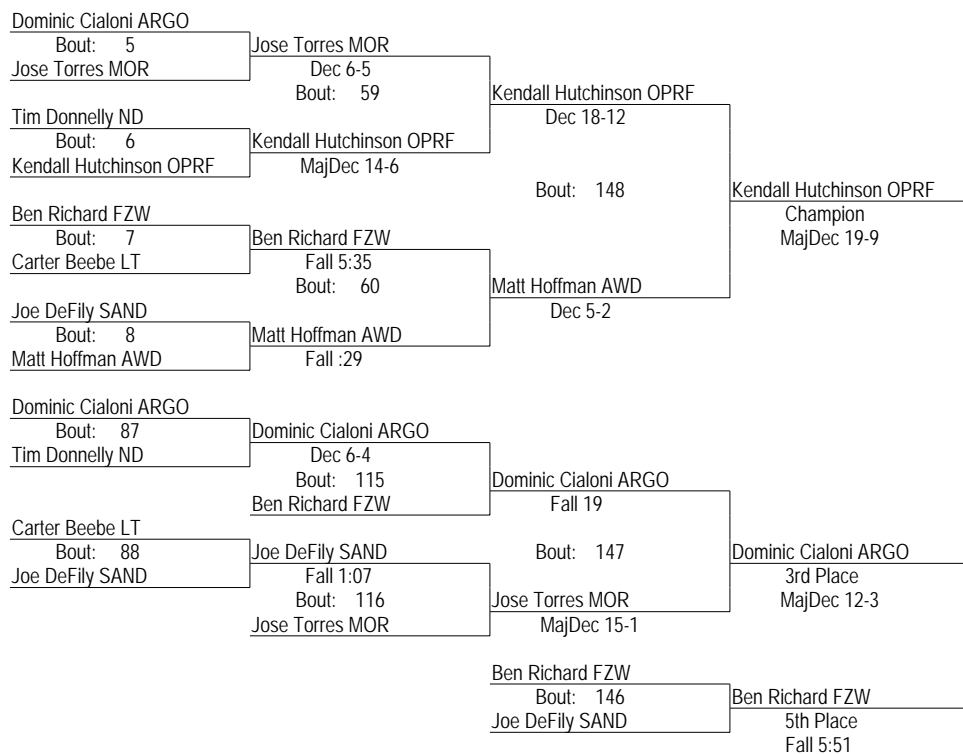 Dominic Cialoni ARGO
Bout: 5
Jose Torres MOR
Jose Torres MOR
Dec 6-5
Bout: 59
Tim Donnelly ND
Bout: 6
Kendall Hutchinson OPRF
Kendall Hutchinson OPRF
MajDec 14-6
Kendall Hutchinson OPRF
Dec 18-12
Bout: 148
Kendall Hutchinson OPRF
Champion
MajDec 19-9
Ben Richard FZW
Bout: 7
Carter Beebe LT
Ben Richard FZW
Fall 5:35
Bout: 60
Joe DeFily SAND
Bout: 8
Matt Hoffman AWD
Matt Hoffman AWD
Fall :29
Matt Hoffman AWD
Dec 5-2
Dominic Cialoni ARGO
Bout: 87
Tim Donnelly ND
Dominic Cialoni ARGO
Dec 6-4
Bout: 115
Ben Richard FZW
Dominic Cialoni ARGO
Fall 19
Bout: 147
Carter Beebe LT
Bout: 88
Joe DeFily SAND
Joe DeFily SAND
Fall 1:07
Bout: 116
Jose Torres MOR
Jose Torres MOR
MajDec 15-1
Dominic Cialoni ARGO
3rd Place
MajDec 12-3
Ben Richard FZW
Bout: 146
Joe DeFily SAND
Ben Richard FZW
5th Place
Fall 5:51